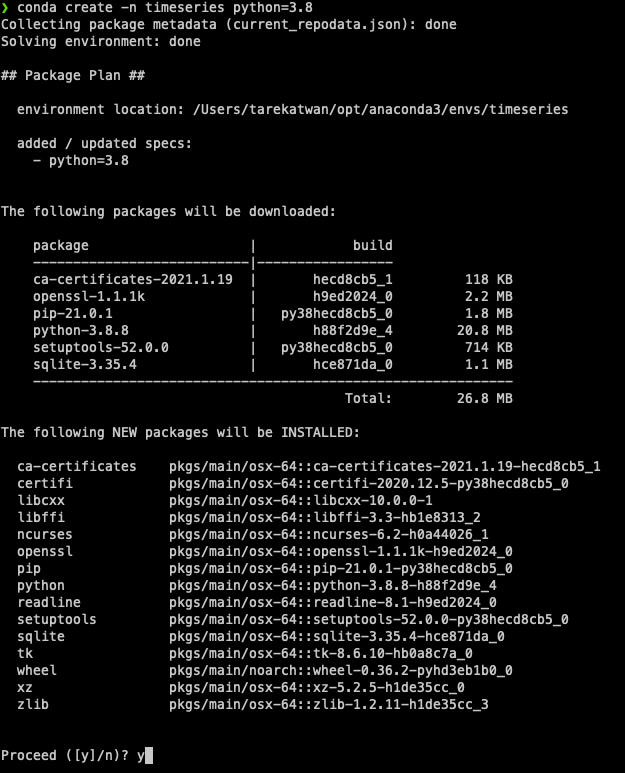 ❯ conda create -n timeseries python=3.8
Collecting package metadata (current_repodata.json): done
Solving environment: done
## Package Plan ##
environment location: /Users/tarekatwan/opt/anaconda3/envs/timeseries
added / updated specs:
- python=3.8
The following packages will be downloaded:
package | build
---------------------------|-----------------
ca-certificates-2021.1.19 | hecd8cb5_1 118 KB
openssl-1.1.1k | h9ed2024_0 2.2 MB
pip-21.0.1 | py38hecd8cb5_0 1.8 MB
python-3.8.8 | h88f2d9e_4 20.8 MB
setuptools-52.0.0 | py38hecd8cb5_0 714 KB
sqlite-3.35.4 | hce871da_0 1.1 MB
------------------------------------------------------------
Total: 26.8 MB
The following NEW packages will be INSTALLED:
ca-certificates pkgs/main/osx-64::ca-certificates-2021.1.19-hecd8cb5_1
certifi pkgs/main/osx-64::certifi-2020.12.5-py38hecd8cb5_0
libcxx pkgs/main/osx-64::libcxx-10.0.0-1
libffi pkgs/main/osx-64::libffi-3.3-hb1e8313_2
ncurses pkgs/main/osx-64::ncurses-6.2-h0a44026_1
openssl pkgs/main/osx-64::openssl-1.1.1k-h9ed2024_0
pip pkgs/main/osx-64::pip-21.0.1-py38hecd8cb5_0
python pkgs/main/osx-64::python-3.8.8-h88f2d9e_4
readline pkgs/main/osx-64::readline-8.1-h9ed2024_0
setuptools pkgs/main/osx-64::setuptools-52.0.0-py38hecd8cb5_0
sqlite pkgs/main/osx-64::sqlite-3.35.4-hce871da_0
tk pkgs/main/osx-64::tk-8.6.10-hb0a8c7a_0
wheel pkgs/main/noarch::wheel-0.36.2-pyhd3eb1b0_0
xz pkgs/main/osx-64::xz-5.2.5-h1de35cc_0
zlib pkgs/main/osx-64::zlib-1.2.11-h1de35cc_3
Proceed ([y]/n)? y